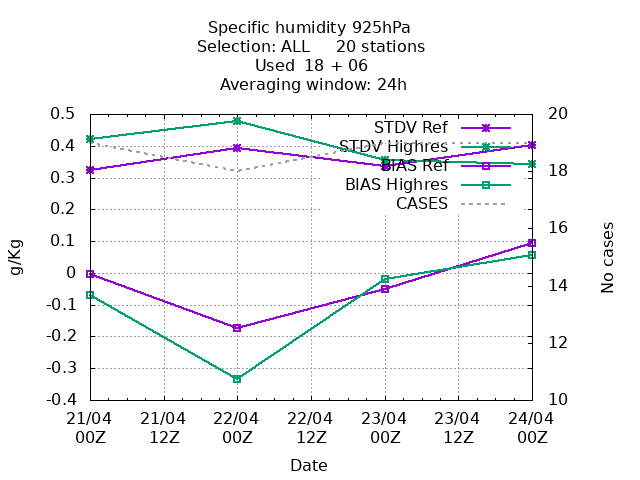 Specific humidity 925hPa
Selection: ALL     20 stations
Used  18 + 06
Averaging window: 24h
0.5
0.4
0.3
0.2
0.1
0
-0.1
-0.2
-0.3
-0.4
g/Kg
20
18
16
14
12
10
No cases
STDV Ref
STDV Highres
BIAS Ref
BIAS Highres
CASES
21/04 21/04 22/04 22/04 23/04 23/04 24/04
00Z 12Z 00Z 12Z 00Z 12Z 00Z
Date